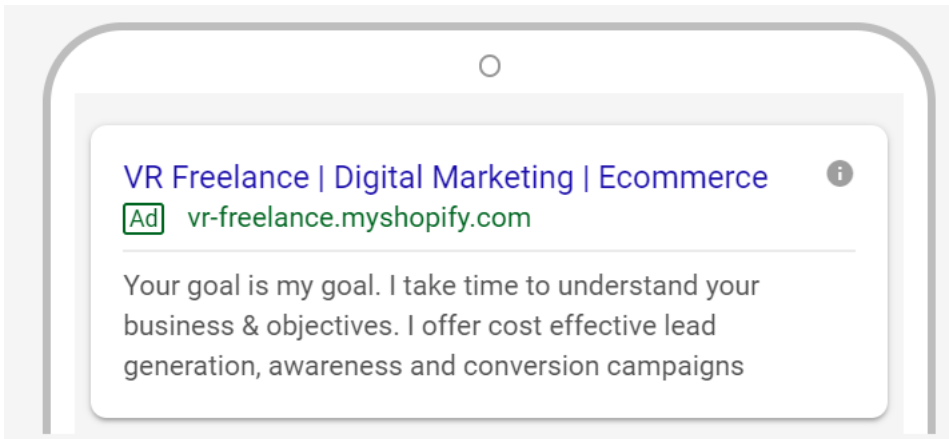 VR Freelance | Digital Marketing | Ecommerce
Ad vr-freelance.myshopify.com
Your goal is my goal. I take time to understand your
business & objectives. I offer cost effective lead
generation, awareness and conversion campaigns